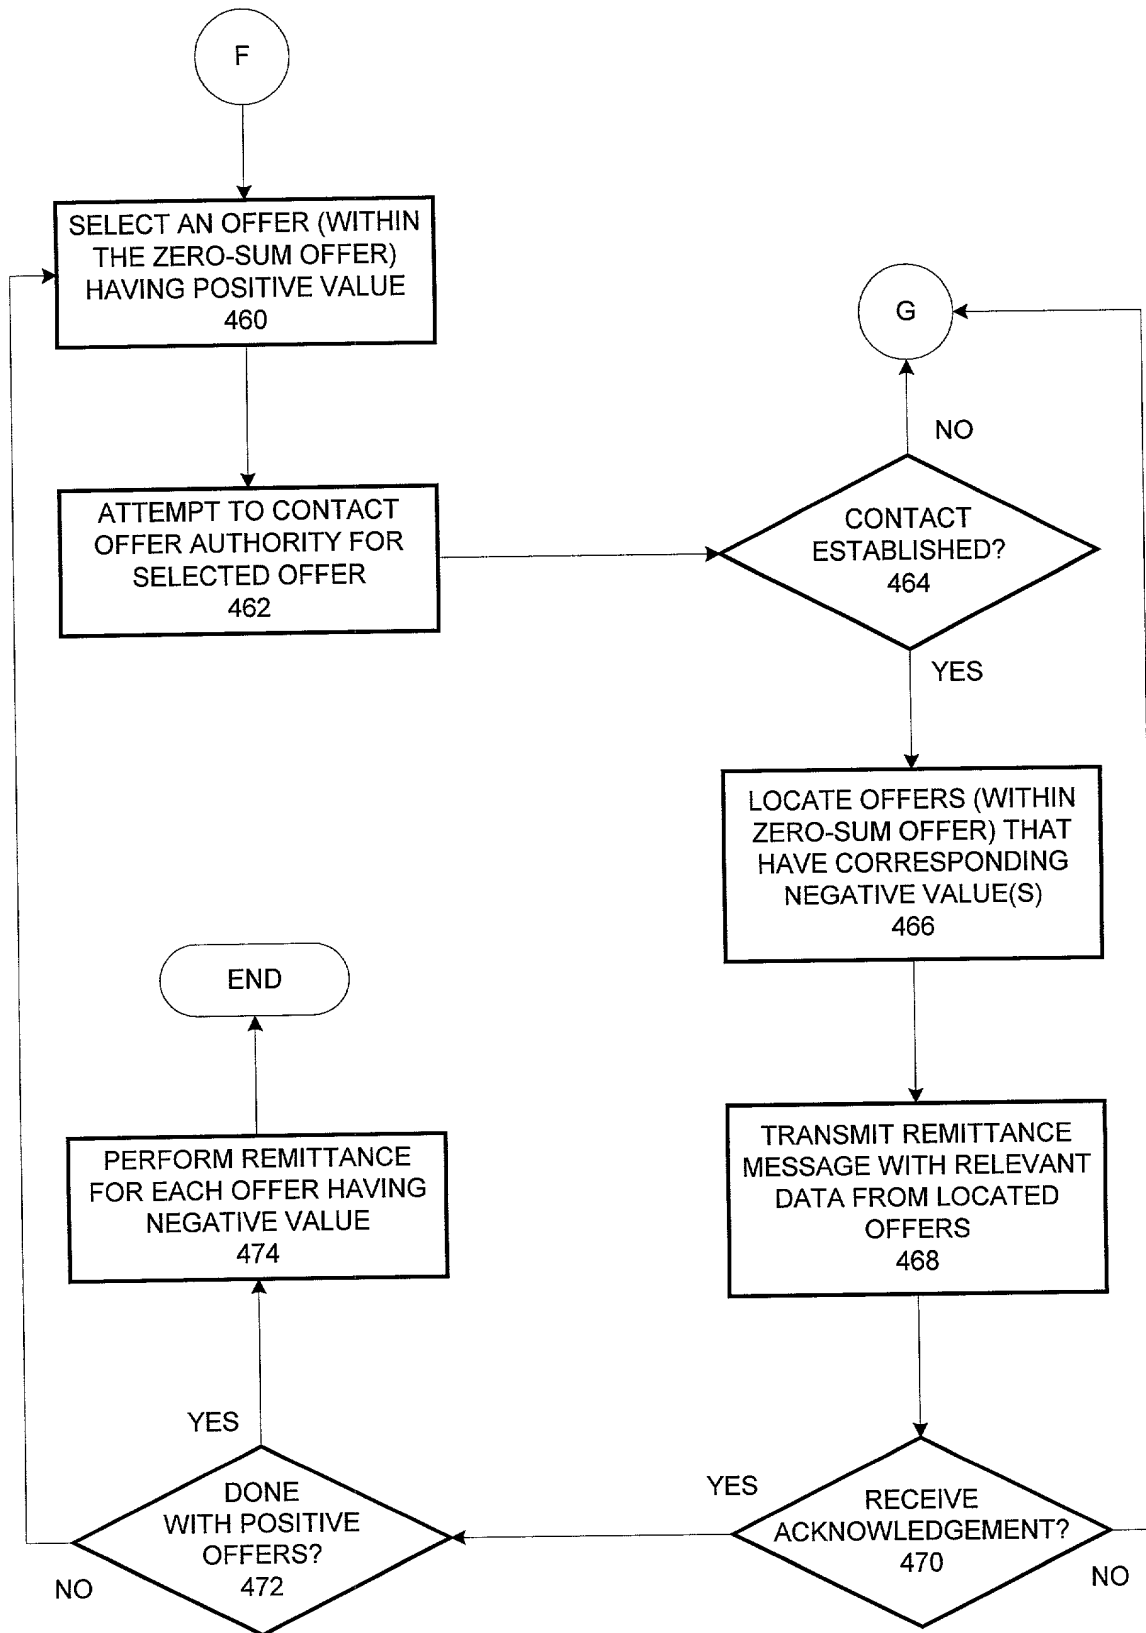 F
SELECT AN OFFER (WITHIN
THE ZERO-SUM OFFER)
HAVING POSITIVE VALUE
460
G
NO
ATTEMPT TO CONTACT
OFFER AUTHORITY FOR
SELECTED OFFER
462
CONTACT
ESTABLISHED?
464
YES
LOCATE OFFERS (WITHIN
ZERO-SUM OFFER) THAT
HAVE CORRESPONDING
NEGATIVE VALUE(S)
466
END
TRANSMIT REMITTANCE
MESSAGE WITH RELEVANT
DATA FROM LOCATED
OFFERS
468
PERFORM REMITTANCE
FOR EACH OFFER HAVING
NEGATIVE VALUE
474
YES
YES
RECEIVE
ACKNOWLEDGEMENT?
470
NO
DONE
WITH POSITIVE
OFFERS?
472
NO